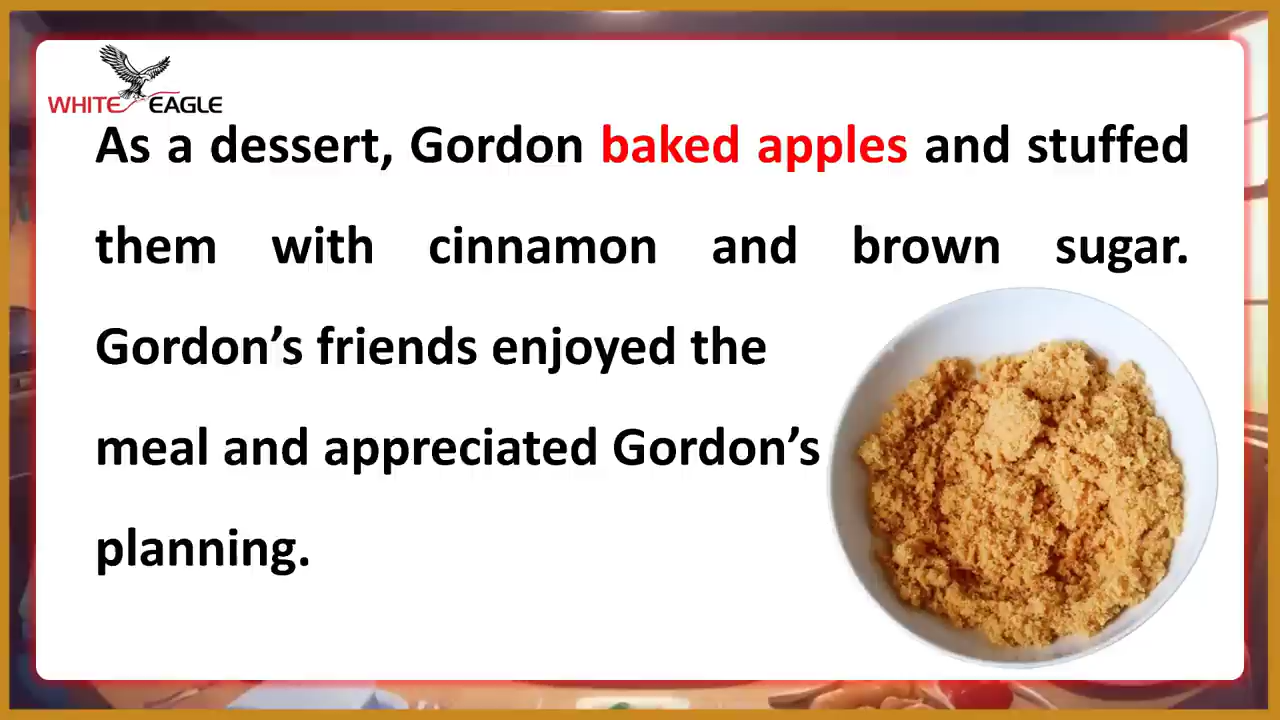 WHITE EAGLE
As a dessert, Gordon baked apples and stuffed
them with cinnamon and brown sugar.
Gordon’s friends enjoyed the
meal and appreciated Gordon’s
planning.